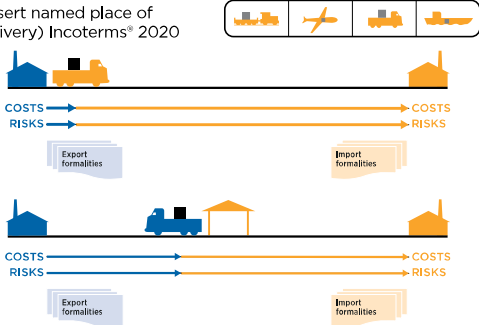 sert named place of
ivery) Incoterms® 2020
COSTS COSTS
RISKS RISKS
Export
formalities
Import
formalities
COSTS COSTS
RISKS RISKS
Export
formalities
Import
formalities